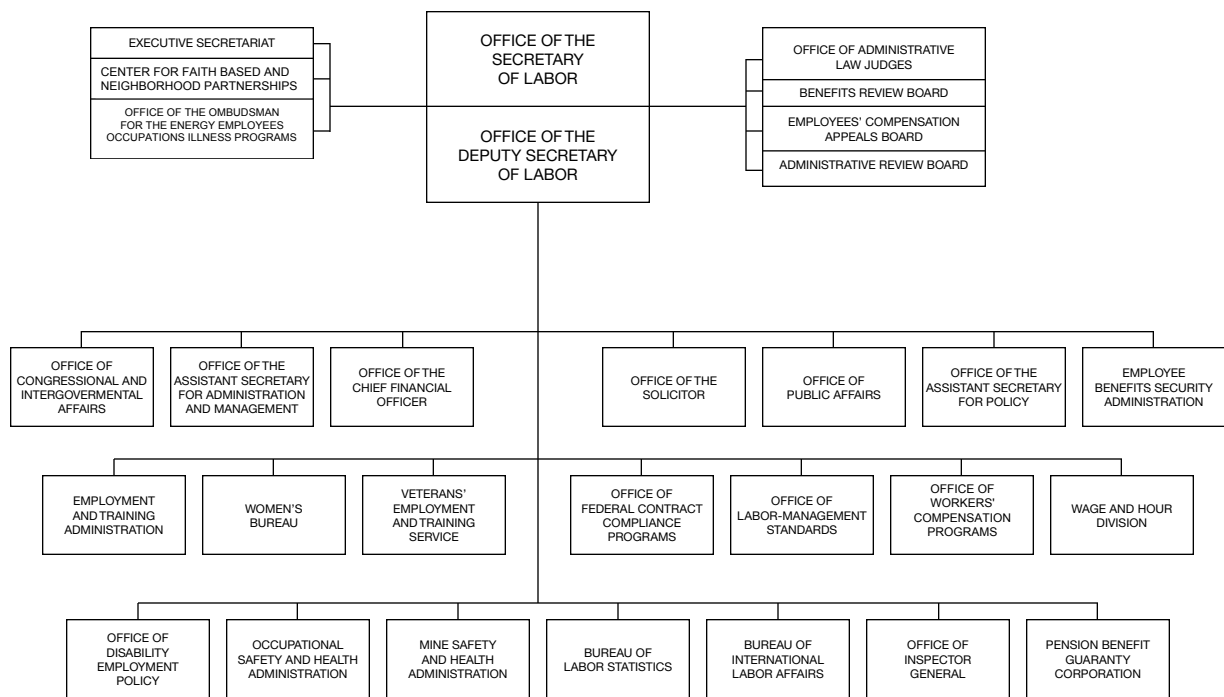 EXECUTIVE SECRETARIAT
CENTER FOR FAITH BASED AND
NEIGHBORHOOD PARTNERSHIPS
OFFICE OF THE OMBUDSMAN
FOR THE ENERGY EMPLOYEES
OCCUPATIONS ILLNESS PROGRAMS
OFFICE OF THE
SECRETARY
OF LABOR
OFFICE OF THE
DEPUTY SECRETARY
OF LABOR
OFFICE OF ADMINISTRATIVE
LAW JUDGES
BENEFITS REVIEW BOARD
EMPLOYEES' COMPENSATION
APPEALS BOARD
ADMINISTRATIVE REVIEW BOARD
OFFICE OF
CONGRESSIONAL AND
INTERGOVERMENTAL
AFFAIRS
OFFICE OF THE
ASSISTANT SECRETARY
FOR ADMINISTRATION
AND MANAGEMENT
OFFICE OF THE
CHIEF FINANCIAL
OFFICER
OFFICE OF THE
SOLICITOR
OFFICE OF
PUBLIC AFFAIRS
OFFICE OF THE
ASSISTANT SECRETARY
FOR POLICY
EMPLOYEE
BENEFITS SECURITY
ADMINISTRATION
EMPLOYMENT
AND TRAINING
ADMINISTRATION
WOMEN'S
BUREAU
VETERANS'
EMPLOYMENT
AND TRAINING
SERVICE
OFFICE OF
FEDERAL CONTRACT
COMPLIANCE
PROGRAMS
OFFICE OF
LABOR-MANAGEMENT
STANDARDS
OFFICE OF
WORKERS'
COMPENSATION
PROGRAMS
WAGE AND HOUR
DIVISION
OFFICE OF
DISABILITY
EMPLOYMENT
POLICY
OCCUPATIONAL
SAFETY AND HEALTH
ADMINISTRATION
MINE SAFETY
AND HEALTH
ADMINISTRATION
BUREAU OF
LABOR STATISTICS
BUREAU OF
INTERNATIONAL
LABOR AFFAIRS
OFFICE OF
INSPECTOR
GENERAL
PENSION BENEFIT
GUARANTY
CORPORATION